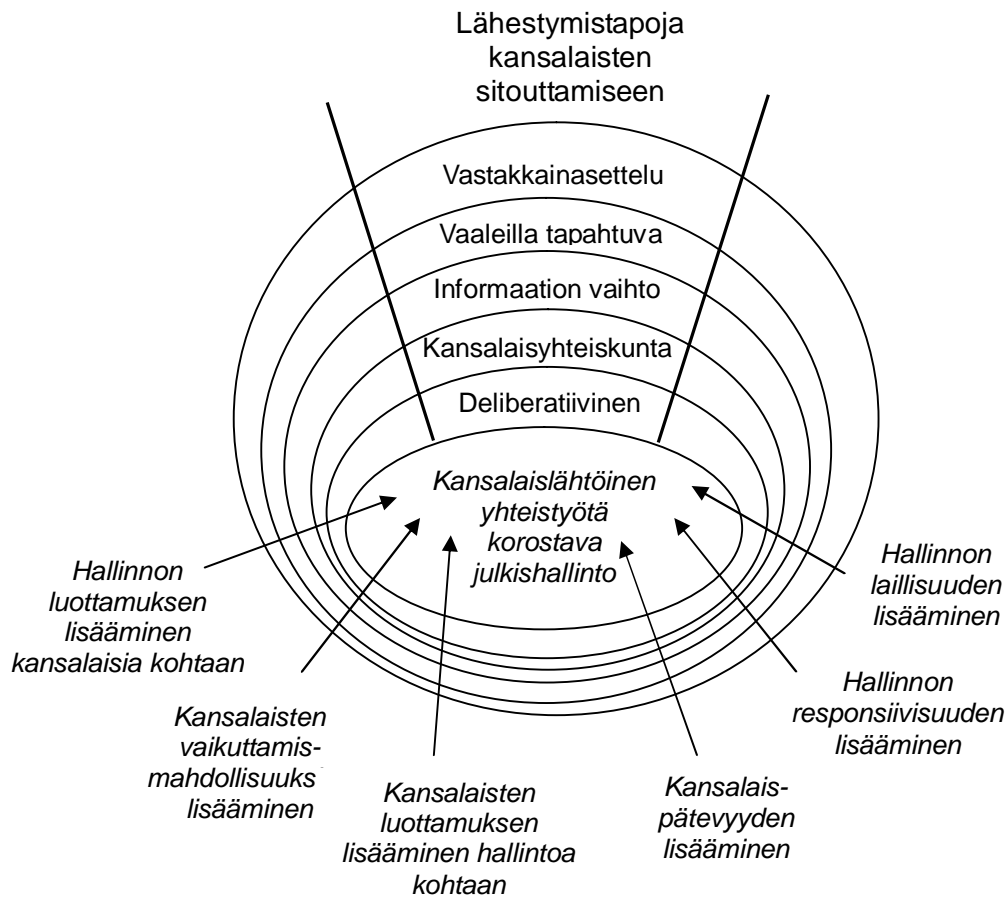 Lähestymistapoja
kansalaisten
sitouttamiseen
Vastakkainasettelu
Vaaleilla tapahtuva
Informaation vaihto
Kansalaisyhteiskunta
Deliberatiivinen
Kansalaislähtöinen
yhteistyötä
korostava
julkishallinto
Hallinnon
luottamuksen
lisääminen
kansalaisia kohtaan
Kansalaisten
vaikuttamis-
mahdollisuuks
lisääminen
Kansalaisten
luottamuksen
lisääminen hallintoa
kohtaan
Kansalais-
pätevyyden
lisääminen
Hallinnon
responsiivisuuden
lisääminen
Hallinnon
laillisuuden
lisääminen